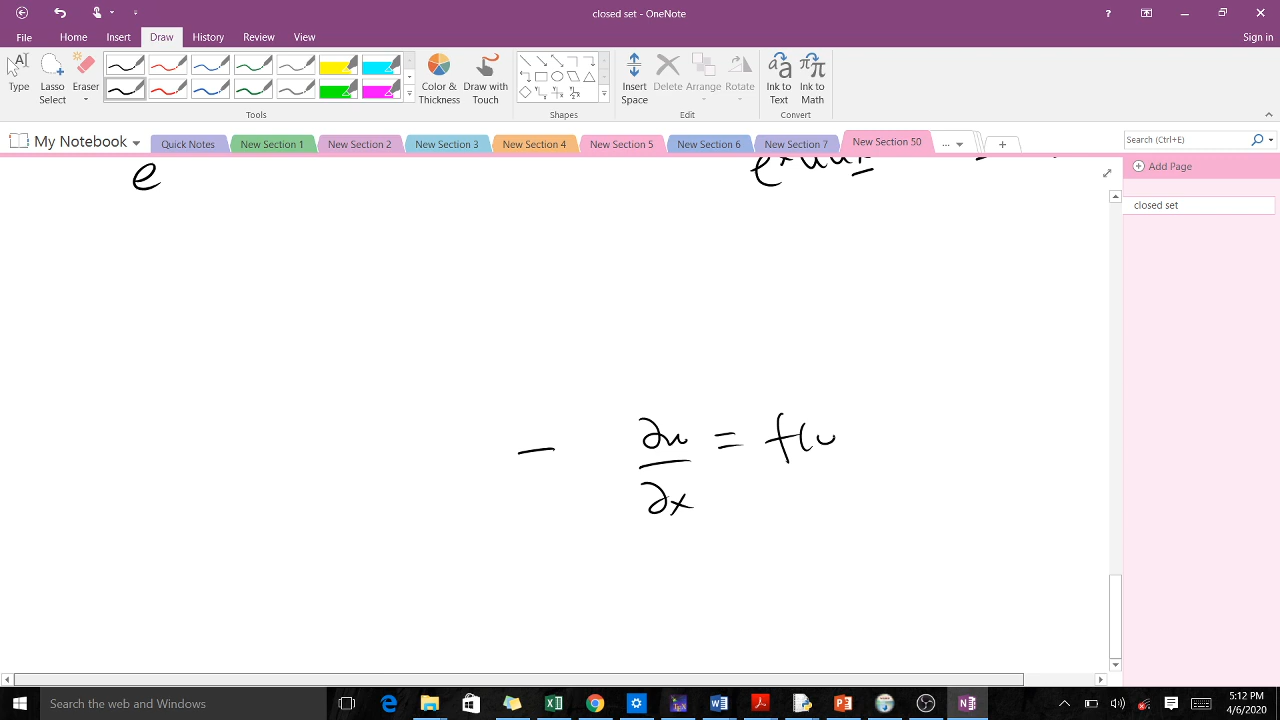 closed set - OneNote
File Home Insert Draw History Review View Sign in
Type Lasso Select Eraser Color & Thickness Draw with Touch Insert Space Delete Arrange Rotate Ink to Text Ink to Math
Tools Shapes Edit Convert
My Notebook Quick Notes New Section 1 New Section 2 New Section 3 New Section 4 New Section 5 New Section 6 New Section 7 New Section 50 ... + Search (Ctrl+E)
Add Page
closed set
e
— ∂u/∂x = f(u
Search the web and Windows
5:12 PM
4/6/2020